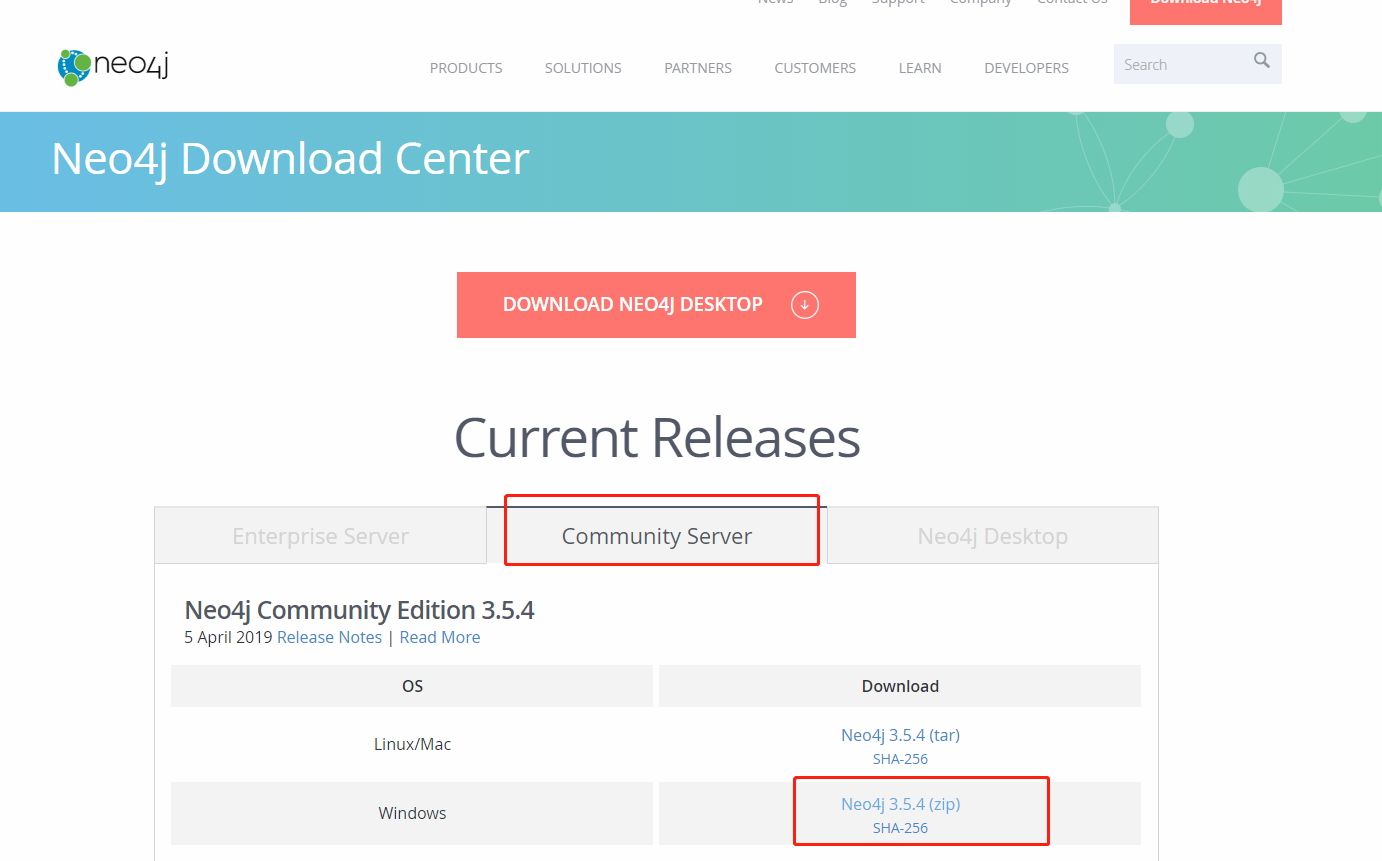 News Blog Support Company Contact Us Download Neo4j
neo4j
PRODUCTS SOLUTIONS PARTNERS CUSTOMERS LEARN DEVELOPERS Search
Neo4j Download Center
DOWNLOAD NEO4J DESKTOP
Current Releases
Enterprise Server Community Server Neo4j Desktop
Neo4j Community Edition 3.5.4
5 April 2019 Release Notes | Read More
OS Download
Linux/Mac Neo4j 3.5.4 (tar)
SHA-256
Windows Neo4j 3.5.4 (zip)
SHA-256